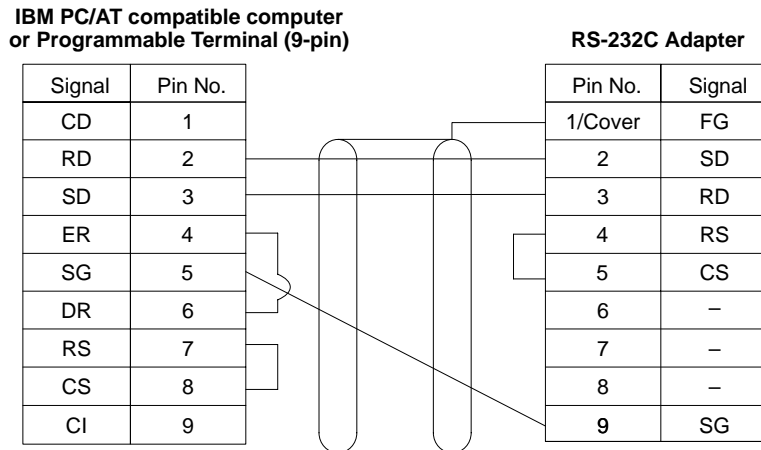 IBM PC/AT compatible computer
or Programmable Terminal (9-pin)
RS-232C Adapter
Signal Pin No. Pin No. Signal
CD 1 1/Cover FG
RD 2 2 SD
SD 3 3 RD
ER 4 4 RS
SG 5 5 CS
DR 6 6 –
RS 7 7 –
CS 8 8 –
CI 9 9 SG